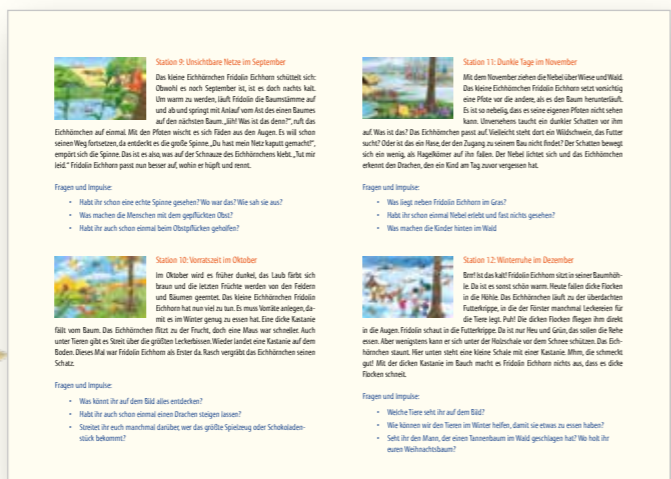 Station 9: Unsichtbare Netze im September
Das kleine Eichhörnchen Fridolin Eichhorn schüttelt sich:
Obwohl es noch September ist, ist es doch nachts kalt.
Um warm zu werden, läuft Fridolin die Baumstämme auf
und ab und springt mit Anlauf vom Ast des einen Baumes
auf den nächsten Baum. „Iiih! Was ist das denn?“, ruft das
Eichhörnchen auf einmal. Mit den Pfoten wischt es sich Fäden aus den Augen. Es will schon
seinen Weg fortsetzen, da entdeckt es die große Spinne. „Du hast mein Netz kaputt gemacht!“,
empört sich die Spinne. Das ist es also, was auf der Schnauze des Eichhörnchens klebt. „Tut mir
leid.“ Fridolin Eichhorn passt nun besser auf, wohin er hüpft und rennt.
Fragen und Impulse:
• Habt ihr schon eine echte Spinne gesehen? Wo war das? Wie sah sie aus?
• Was machen die Menschen mit dem gepflückten Obst?
• Habt ihr auch schon einmal beim Obstpflücken geholfen?
Station 10: Vorratszeit im Oktober
Im Oktober wird es früher dunkel, das Laub färbt sich
braun und die letzten Früchte werden von den Feldern
und Bäumen geerntet. Das kleine Eichhörnchen Fridolin
Eichhorn hat nun viel zu tun. Es muss Vorräte anlegen, da-
mit es im Winter genug zu essen hat. Eine dicke Kastanie
fällt vom Baum. Das Eichhörnchen flitzt zu der Frucht, doch eine Maus war schneller. Auch
unter Tieren gibt es Streit über die größten Leckerbissen. Wieder landet eine Kastanie auf dem
Boden. Dieses Mal war Fridolin Eichhorn als Erster da. Rasch vergräbt das Eichhörnchen seinen
Schatz.
Fragen und Impulse:
• Was könnt ihr auf dem Bild alles entdecken?
• Habt ihr auch schon einmal einen Drachen steigen lassen?
• Streitet ihr euch manchmal darüber, wer das größte Spielzeug oder Schokoladen-
stück bekommt?
Station 11: Dunkle Tage im November
Mit dem November ziehen die Nebel über Wiese und Wald.
Das kleine Eichhörnchen Fridolin Eichhorn setzt vorsichtig
eine Pfote vor die andere, als es den Baum herunterläuft.
Es ist so nebelig, dass es seine eigenen Pfoten nicht sehen
kann. Unversehens taucht ein dunkler Schatten vor ihm
auf. Was ist das? Das Eichhörnchen passt auf. Vielleicht steht dort ein Wildschwein, das Futter
sucht? Oder ist das ein Hase, der den Zugang zu seinem Bau nicht findet? Der Schatten bewegt
sich ein wenig, als Hagelkörner auf ihn fallen. Der Nebel lichtet sich und das Eichhörnchen
erkennt den Drachen, den ein Kind am Tag zuvor vergessen hat.
Fragen und Impulse:
• Was liegt neben Fridolin Eichhorn im Gras?
• Habt ihr schon einmal Nebel erlebt und fast nichts gesehen?
• Was machen die Kinder hinten im Wald
Station 12: Winterruhe im Dezember
Brrr! Ist das kalt! Fridolin Eichhorn sitzt in seiner Baumhöh-
le. Da ist es sonst schön warm. Heute fallen dicke Flocken
in die Höhle. Das Eichhörnchen läuft zu der überdachten
Futterkrippe, in die der Förster manchmal Leckereien für
die Tiere legt. Puh! Die dicken Flocken fliegen ihm direkt
in die Augen. Fridolin schaut in die Futterkrippe. Da ist nur Heu und Grün, das sollen die Rehe
essen. Aber wenigstens kann er sich unter der Holzschale vor dem Schnee schützen. Das Eich-
hörnchen staunt. Hier unten steht eine kleine Schale mit einer Kastanie. Mhm, die schmeckt
gut! Mit der dicken Kastanie im Bauch macht es Fridolin Eichhorn nichts aus, dass es dicke
Flocken schneit.
Fragen und Impulse:
• Welche Tiere seht ihr auf dem Bild?
• Wie können wir den Tieren im Winter helfen, damit sie etwas zu essen haben?
• Seht ihr den Mann, der einen Tannenbaum im Wald geschlagen hat? Wo holt ihr
euren Weihnachtsbaum?